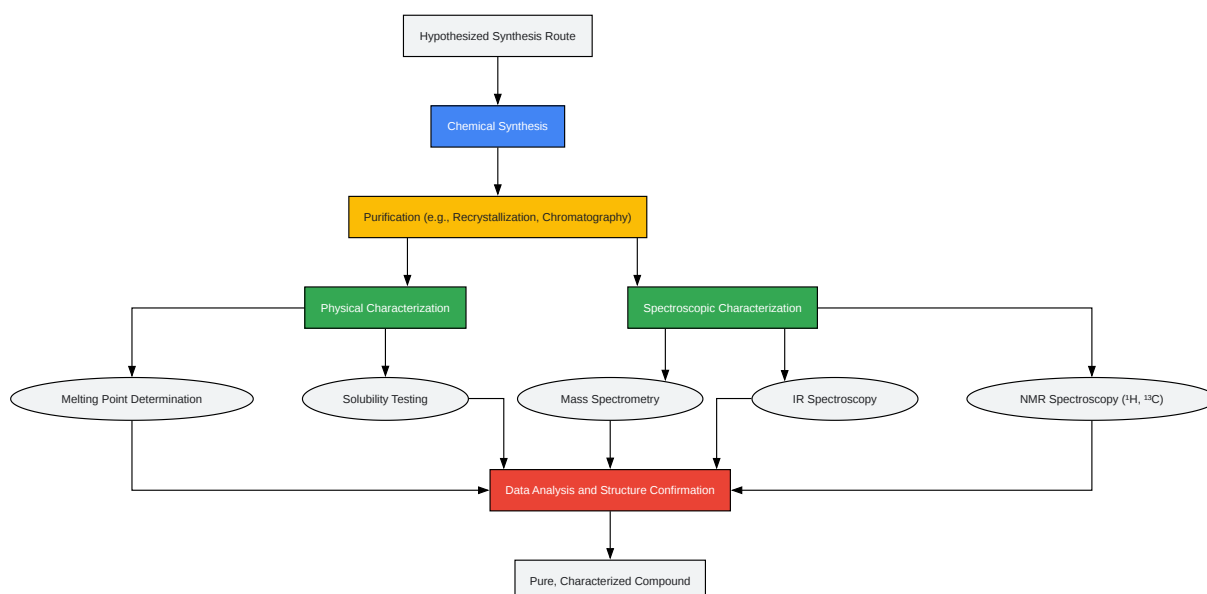 Hypothesized Synthesis Route
Chemical Synthesis
Purification (e.g., Recrystallization, Chromatography)
Physical Characterization
Spectroscopic Characterization
Melting Point Determination
Solubility Testing
Mass Spectrometry
IR Spectroscopy
NMR Spectroscopy (¹H, ¹³C)
Data Analysis and Structure Confirmation
Pure, Characterized Compound